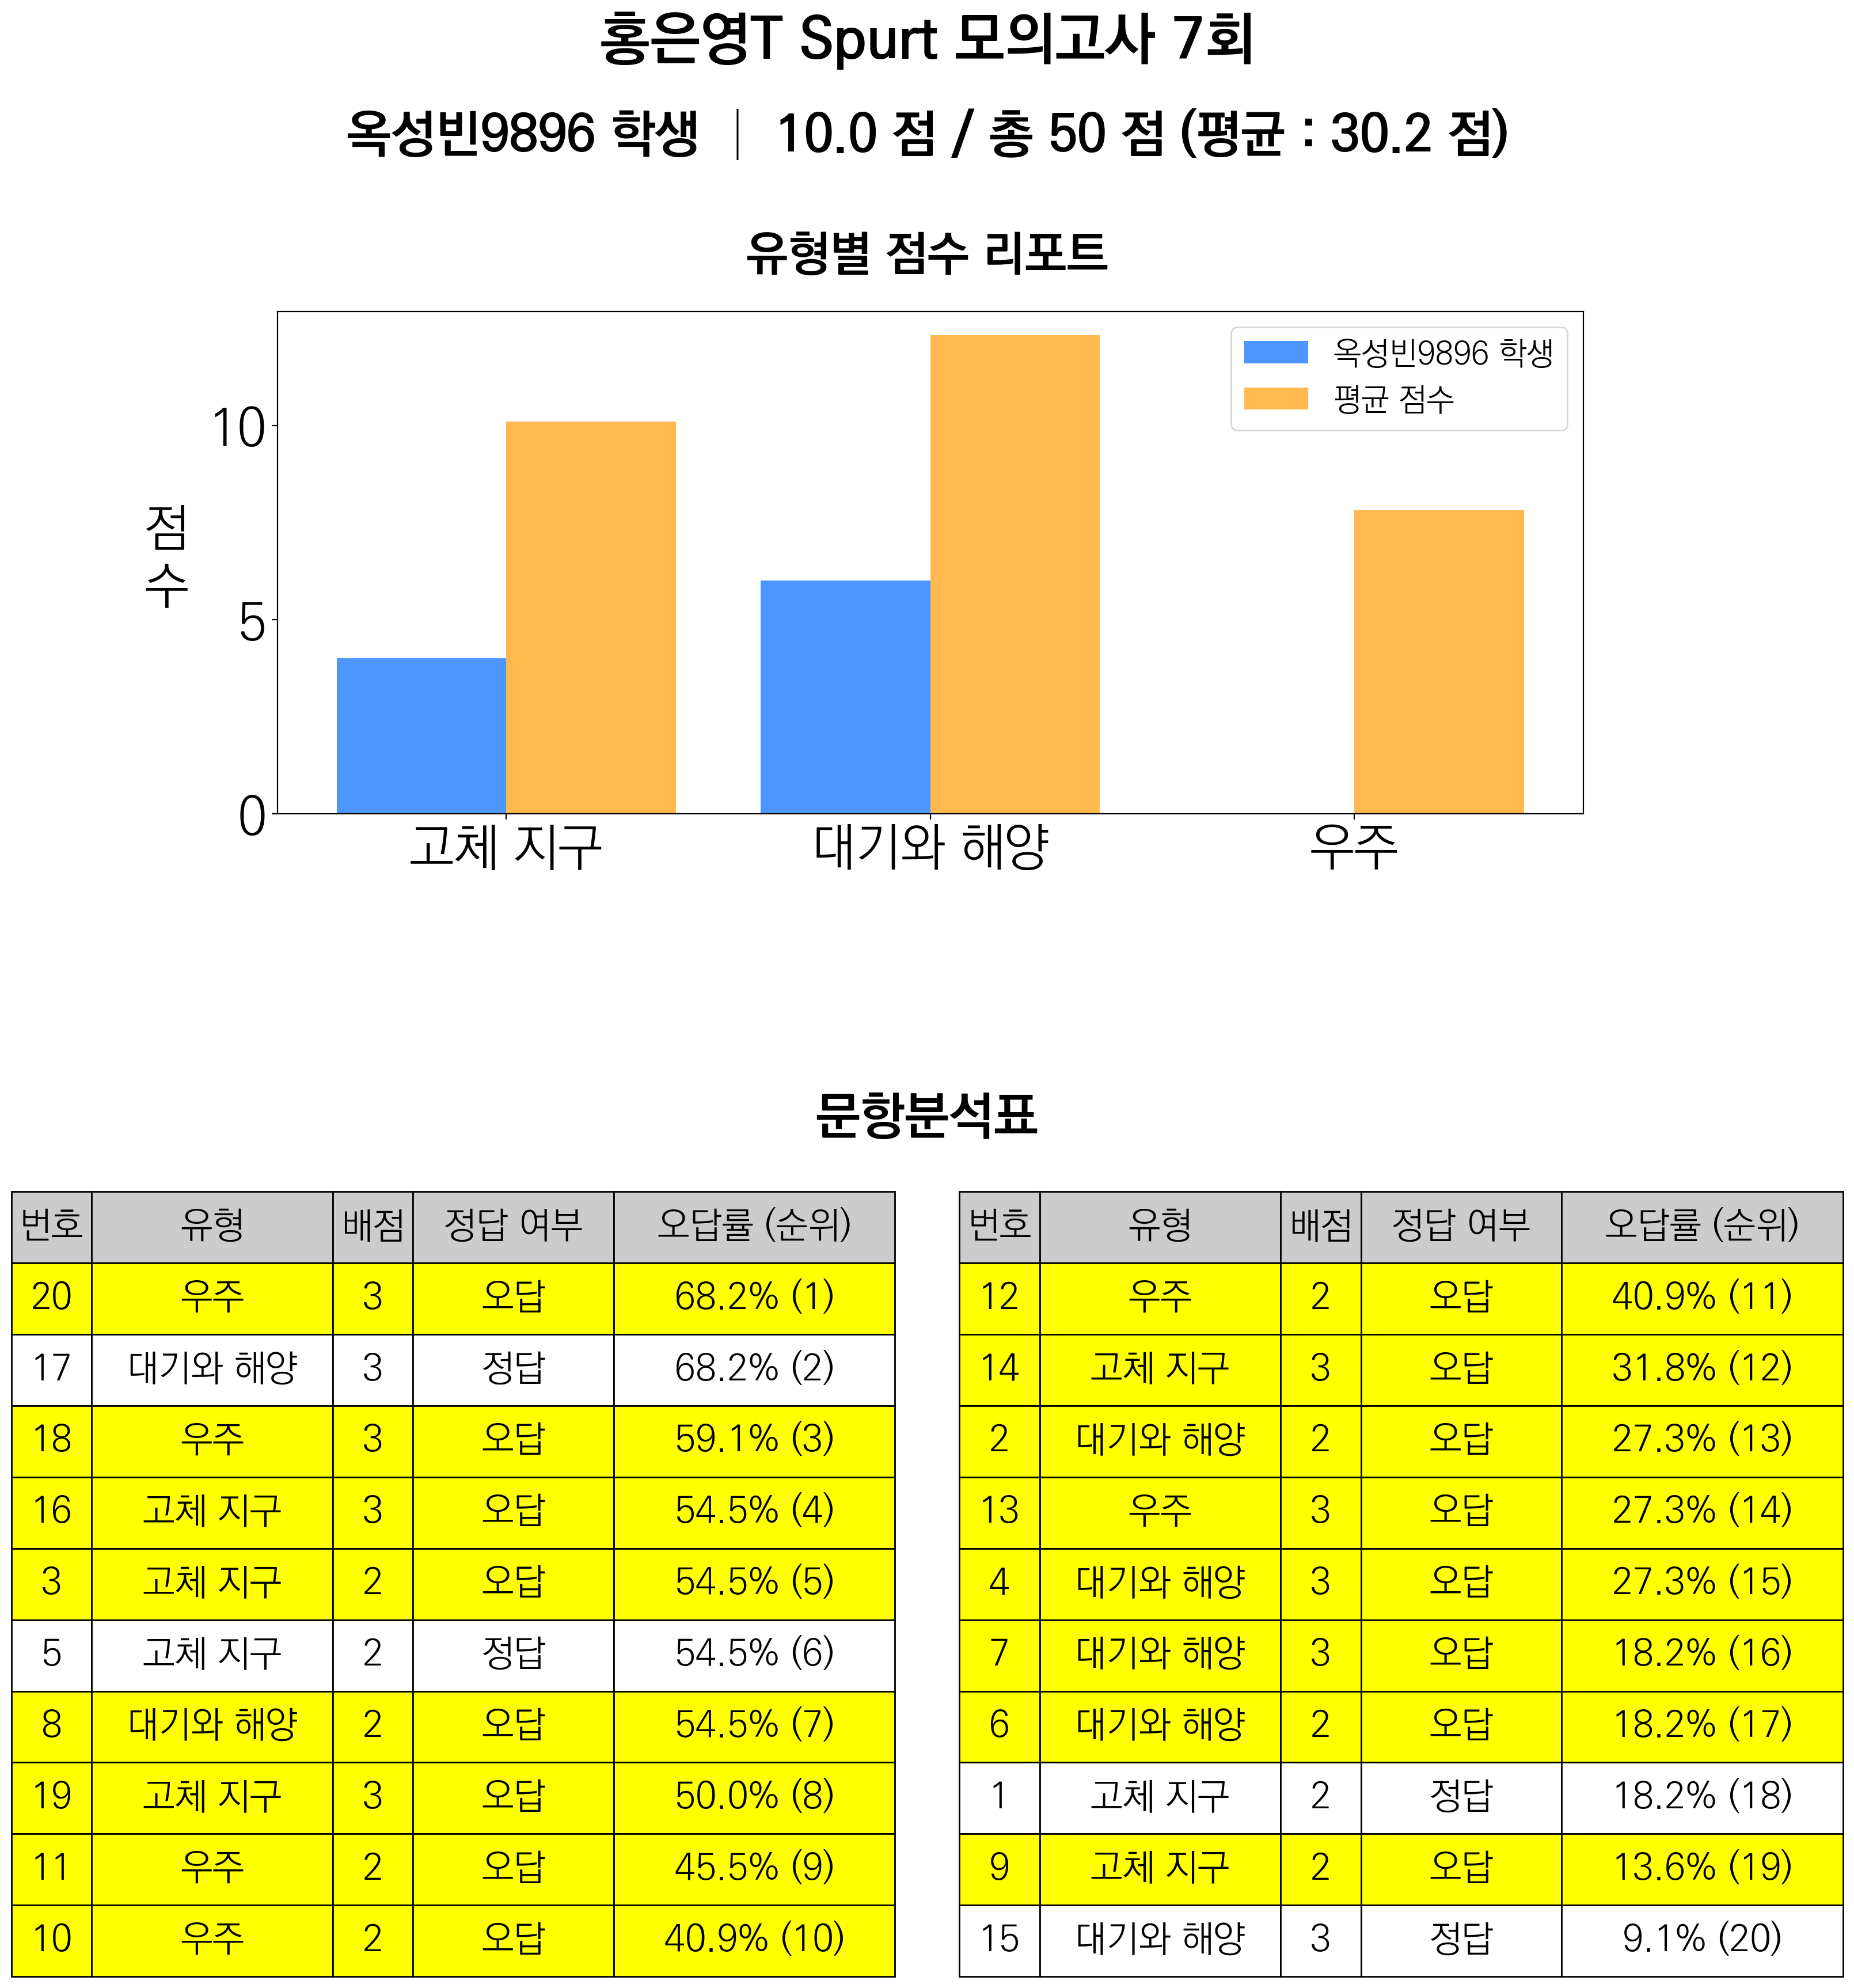 홍은영T Spurt 모의고사 7회
옥성빈9896 학생 | 10.0 점 / 총 50 점 (평균 : 30.2 점)
유형별 점수 리포트
옥성빈9896 학생
평균 점수
점
수
10
5
0
고체 지구 대기와 해양 우주
문항분석표
번호 유형 배점 정답 여부 오답률 (순위)
20 우주 3 오답 68.2% (1)
17 대기와 해양 3 정답 68.2% (2)
18 우주 3 오답 59.1% (3)
16 고체 지구 3 오답 54.5% (4)
3 고체 지구 2 오답 54.5% (5)
5 고체 지구 2 정답 54.5% (6)
8 대기와 해양 2 오답 54.5% (7)
19 고체 지구 3 오답 50.0% (8)
11 우주 2 오답 45.5% (9)
10 우주 2 오답 40.9% (10)
번호 유형 배점 정답 여부 오답률 (순위)
12 우주 2 오답 40.9% (11)
14 고체 지구 3 오답 31.8% (12)
2 대기와 해양 2 오답 27.3% (13)
13 우주 3 오답 27.3% (14)
4 대기와 해양 3 오답 27.3% (15)
7 대기와 해양 3 오답 18.2% (16)
6 대기와 해양 2 오답 18.2% (17)
1 고체 지구 2 정답 18.2% (18)
9 고체 지구 2 오답 13.6% (19)
15 대기와 해양 3 정답 9.1% (20)